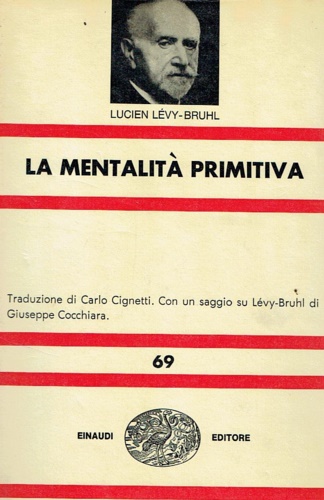 LUCIEN LÉVY-BRUHL
LA MENTALITÀ PRIMITIVA
Traduzione di Carlo Cignetti. Con un saggio su Lévy-Bruhl di
Giuseppe Cocchiara.
69
EINAUDI EDITORE